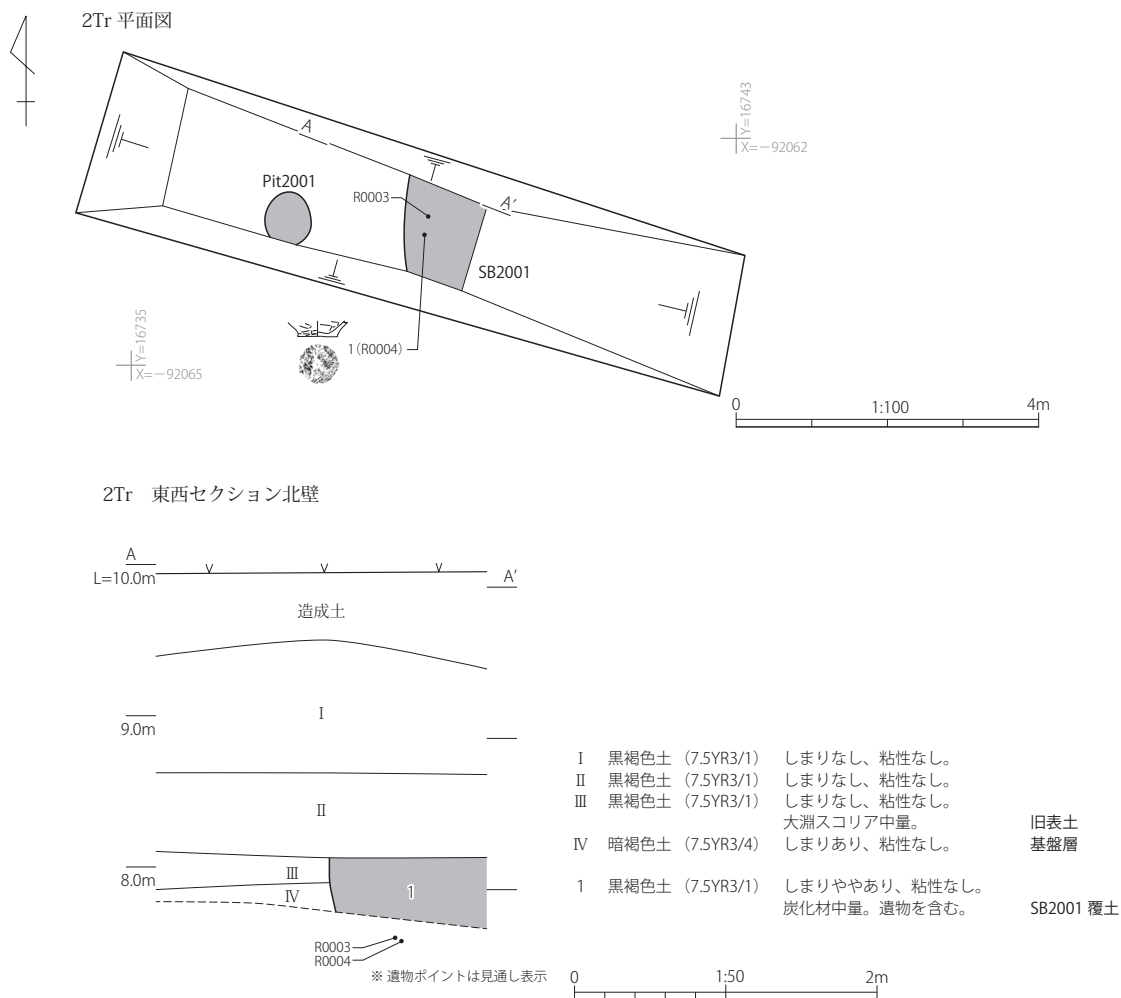 2Tr 平面図
A
Y=16743
X=－92062
Pit2001
R0003
A'
SB2001
Y=16735
X=－92065
1(R0004)
0 1:100 4m
2Tr　東西セクション北壁
A
L=10.0m
A'
造成土
Ⅰ
9.0m
Ⅱ
Ⅰ 黒褐色土 （7.5YR3/1） しまりなし、粘性なし。
Ⅱ 黒褐色土 （7.5YR3/1） しまりなし、粘性なし。
Ⅲ 黒褐色土 （7.5YR3/1） しまりなし、粘性なし。
大淵スコリア中量。 旧表土
Ⅳ 暗褐色土 （7.5YR3/4） しまりあり、粘性なし。 基盤層
1 黒褐色土 （7.5YR3/1） しまりややあり、粘性なし。
炭化材中量。遺物を含む。 SB2001 覆土
Ⅲ
8.0m
Ⅳ
1
R0003
R0004
※ 遺物ポイントは見通し表示
0 1:50 2m